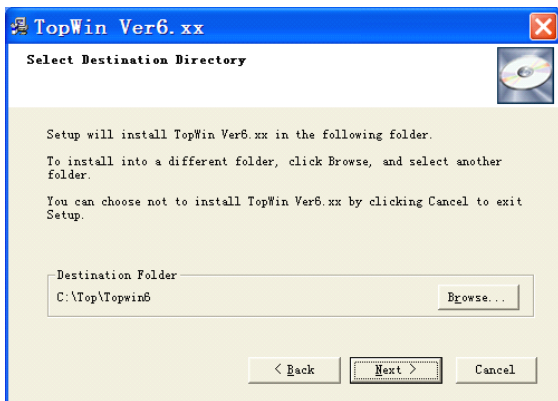 TopWin Ver6.xx
Select Destination Directory
Setup will install TopWin Ver6.xx in the following folder.
To install into a different folder, click Browse, and select another
folder.
You can choose not to install TopWin Ver6.xx by clicking Cancel to exit
Setup.
Destination Folder
C:\Top\Topwin6
Browse...
< Back
Next >
Cancel